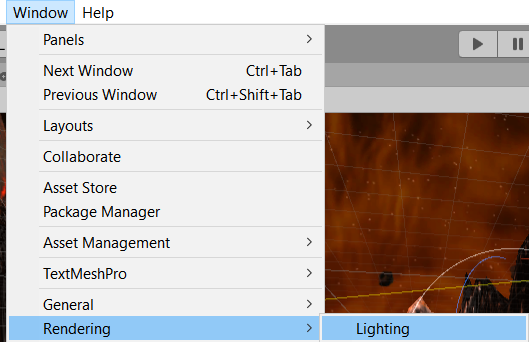 Window Help
Panels
Next Window Ctrl+Tab
Previous Window Ctrl+Shift+Tab
Layouts
Collaborate
Asset Store
Package Manager
Asset Management
TextMeshPro
General
Rendering Lighting